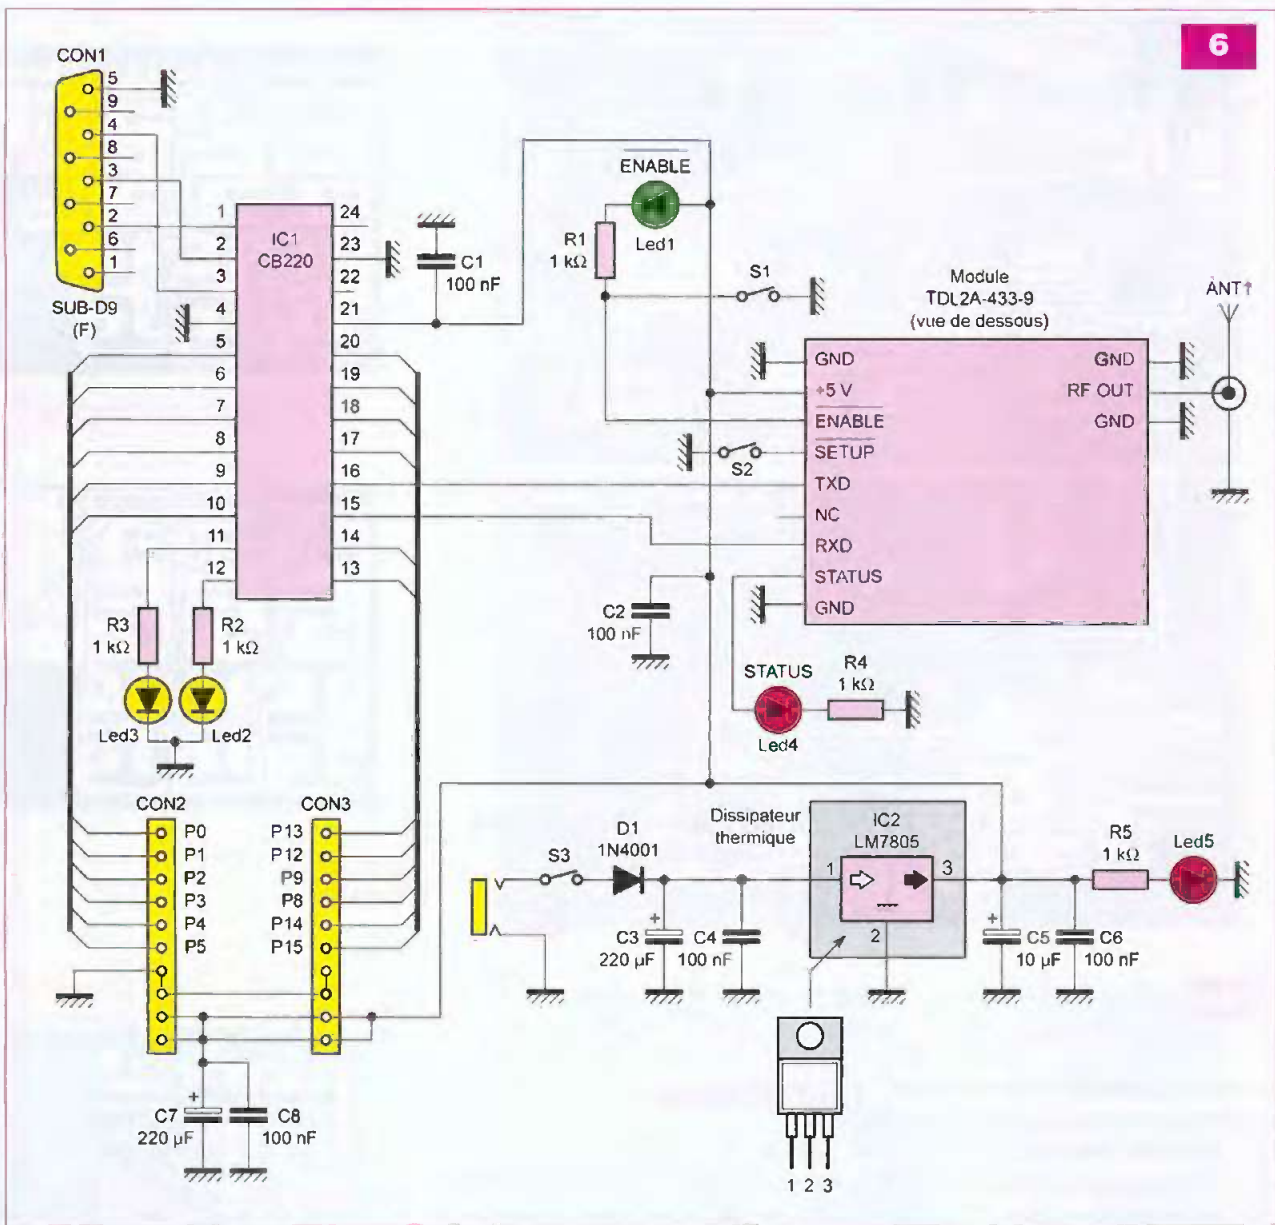 6
CON1
5
9
4
8
3
7
2
6
1
SUB-D9
(F)
IC1
CB220
1
2
3
4
5
6
7
8
9
10
11
12
24
23
22
21
20
19
18
17
16
15
14
13
C1
100 nF
ENABLE
Led1
R1
1 kΩ
S1
Module
TDL2A-433-9
(vue de dessous)
GND
+5 V
ENABLE
SETUP
TXD
NC
RXD
STATUS
GND
GND
RF OUT
GND
ANT1
S2
C2
100 nF
STATUS
Led4
R4
1 kΩ
R3
1 kΩ
R2
1 kΩ
Led3
Led2
CON2
P0
P1
P2
P3
P4
P5
CON3
P13
P12
P9
P8
P14
P15
C7
220 µF
+
C8
100 nF
S3
D1
1N4001
+
C3
220 µF
C4
100 nF
Dissipateur
thermique
IC2
LM7805
1
3
2
+
C5
10 µF
C6
100 nF
R5
1 kΩ
Led5
1 2 3